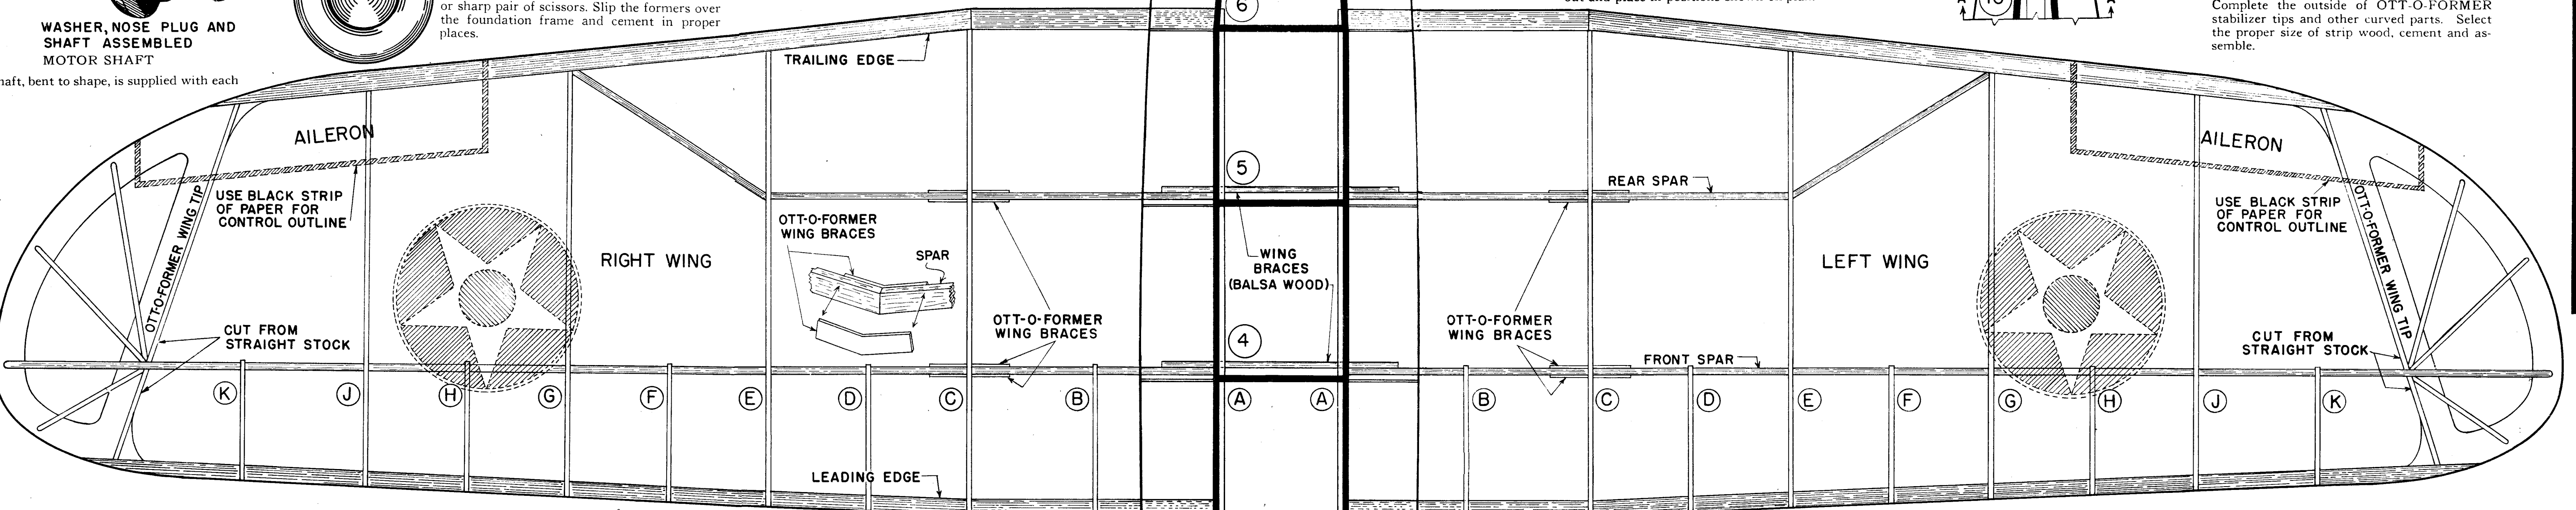 WASHER, NOSE PLUG AND
SHAFT ASSEMBLED
MOTOR SHAFT
haft, bent to shape, is supplied with each
or sharp pair of scissors. Slip the formers over
the foundation frame and cement in proper
places.
6
Complete the outside of OTT-O-FORMER
stabilizer tips and other curved parts. Select
the proper size of strip wood, cement and as-
semble.
TRAILING EDGE
AILERON
USE BLACK STRIP
OF PAPER FOR
CONTROL OUTLINE
OTT-O-FORMER WING TIP
CUT FROM
STRAIGHT STOCK
RIGHT WING
OTT-O-FORMER
WING BRACES
SPAR
OTT-O-FORMER
WING BRACES
5
WING
BRACES
(BALSA WOOD)
4
REAR SPAR
OTT-O-FORMER
WING BRACES
FRONT SPAR
LEFT WING
AILERON
USE BLACK STRIP
OF PAPER FOR
CONTROL OUTLINE
OTT-O-FORMER WING TIP
CUT FROM
STRAIGHT STOCK
K J H G F E D C B A A B C D E F G H J K
LEADING EDGE